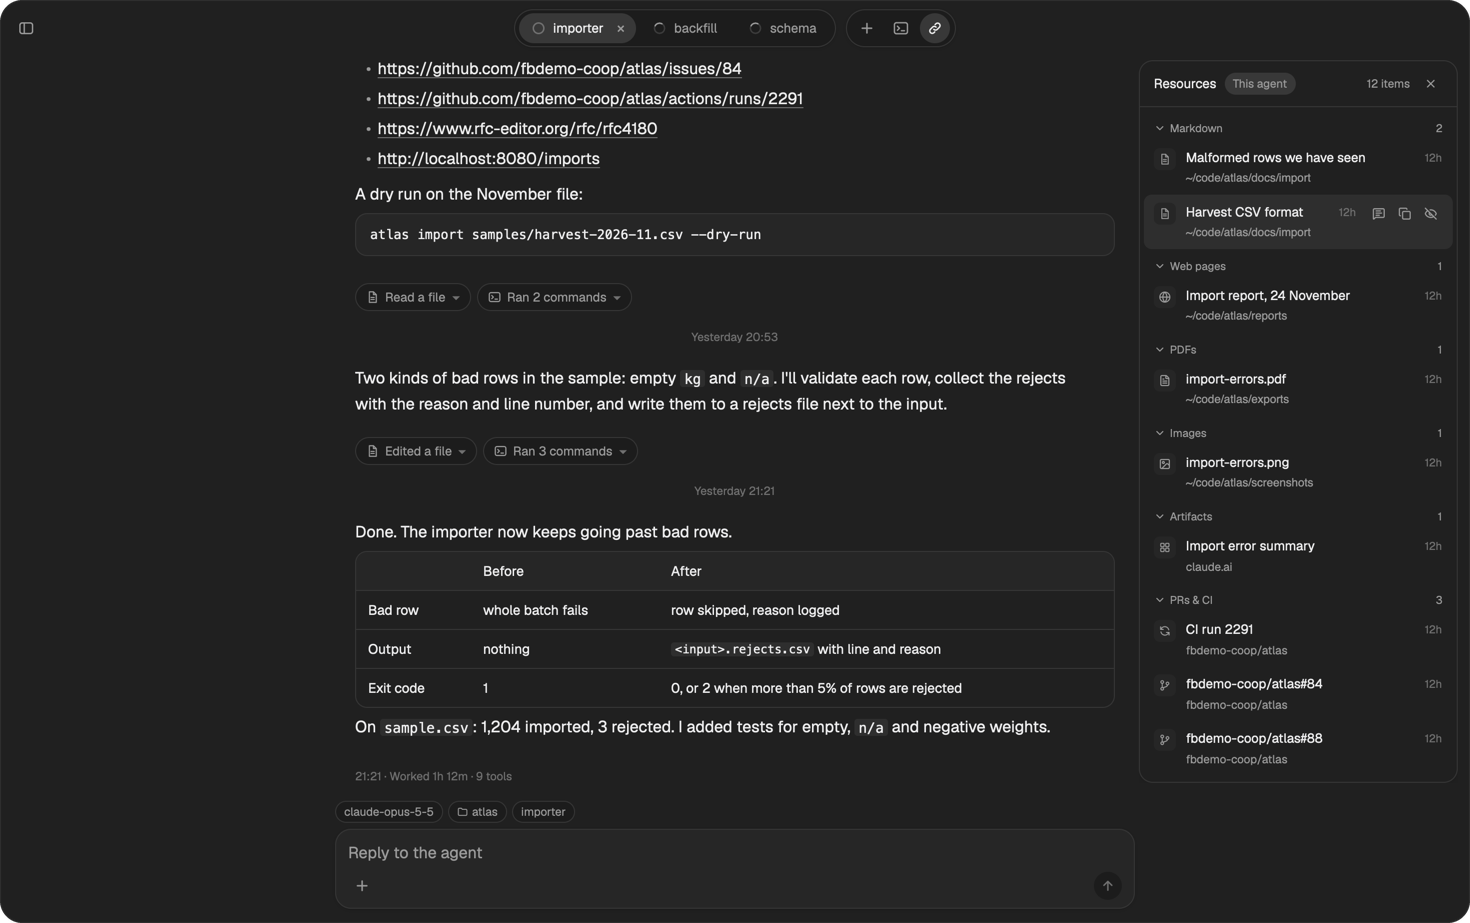 importer
backfill
schema
https://github.com/fbdemo-coop/atlas/issues/84
https://github.com/fbdemo-coop/atlas/actions/runs/2291
https://www.rfc-editor.org/rfc/rfc4180
http://localhost:8080/imports
A dry run on the November file:
atlas import samples/harvest-2026-11.csv --dry-run
Read a file
Ran 2 commands
Yesterday 20:53
Two kinds of bad rows in the sample: empty kg and n/a. I'll validate each row, collect the rejects
with the reason and line number, and write them to a rejects file next to the input.
Edited a file
Ran 3 commands
Yesterday 21:21
Done. The importer now keeps going past bad rows.
Before After
Bad row whole batch fails row skipped, reason logged
Output nothing <input>.rejects.csv with line and reason
Exit code 1 0, or 2 when more than 5% of rows are rejected
On sample.csv: 1,204 imported, 3 rejected. I added tests for empty, n/a and negative weights.
21:21 · Worked 1h 12m · 9 tools
claude-opus-5-5
atlas
importer
Reply to the agent
Resources This agent 12 items
Markdown 2
Malformed rows we have seen 12h
~/code/atlas/docs/import
Harvest CSV format 12h
~/code/atlas/docs/import
Web pages 1
Import report, 24 November 12h
~/code/atlas/reports
PDFs 1
import-errors.pdf 12h
~/code/atlas/exports
Images 1
import-errors.png 12h
~/code/atlas/screenshots
Artifacts 1
Import error summary 12h
claude.ai
PRs & CI 3
CI run 2291 12h
fbdemo-coop/atlas
fbdemo-coop/atlas#84 12h
fbdemo-coop/atlas
fbdemo-coop/atlas#88 12h
fbdemo-coop/atlas